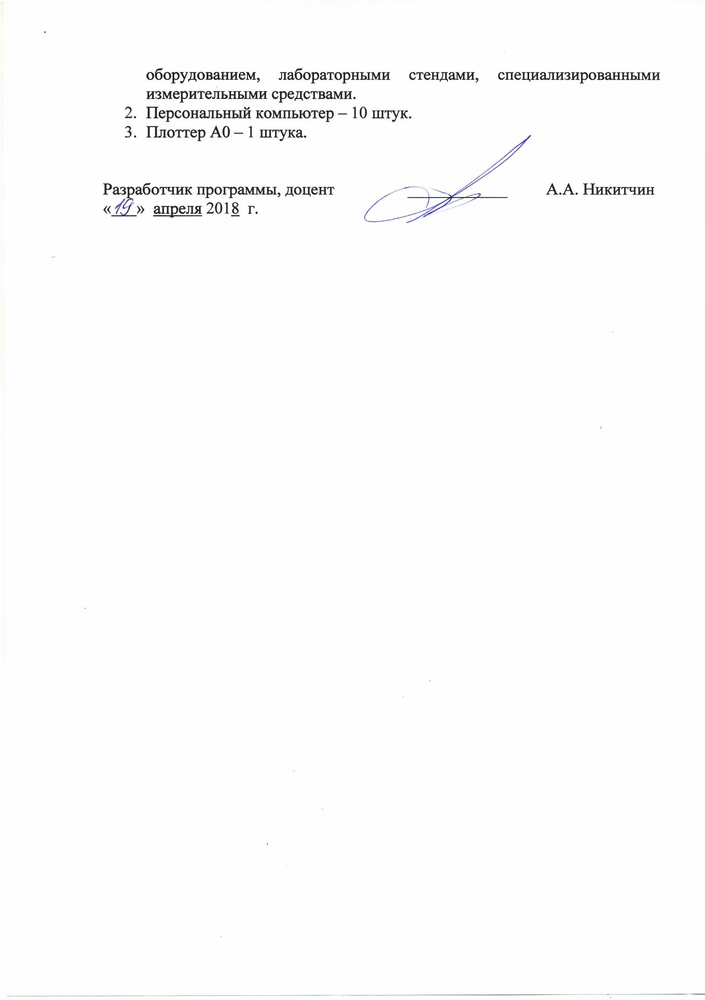 оборудованием, лабораторными стендами, специализированными
измерительными средствами.
2. Персональный компьютер – 10 штук.
3. Плоттер А0 – 1 штука.
Разработчик программы, доцент ____________ А.А. Никитчин
«19» апреля 2018 г.